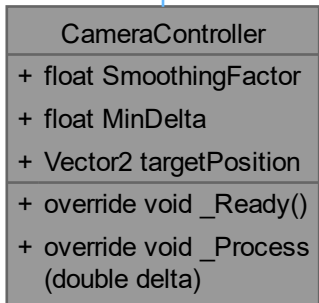 CameraController
+ float SmoothingFactor
+ float MinDelta
+ Vector2 targetPosition
+ override void _Ready()
+ override void _Process
(double delta)